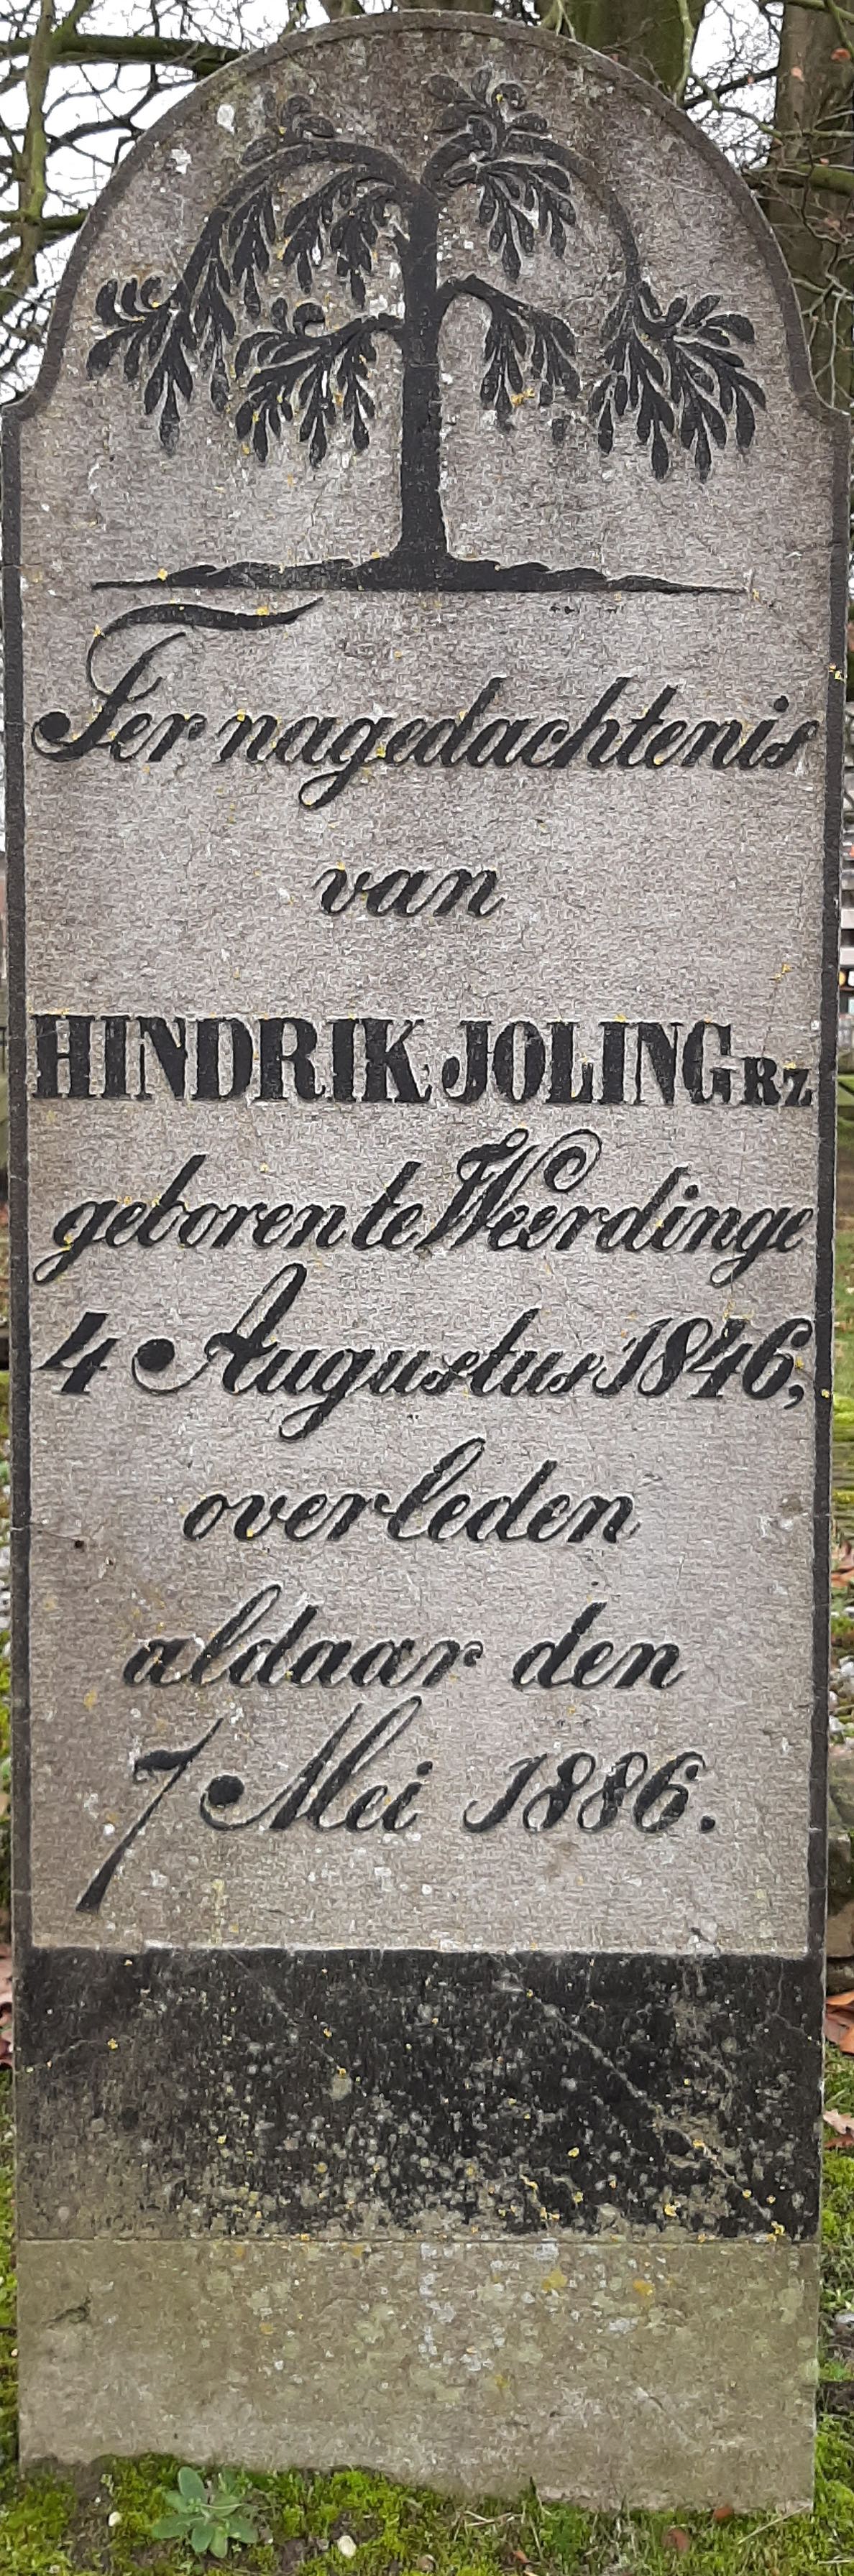 Ter nagedachtenis
van
HINDRIK JOLING RZ
geboren te Weerdinge
4 Augustus 1846,
overleden
aldaar den
7 Mei 1886.